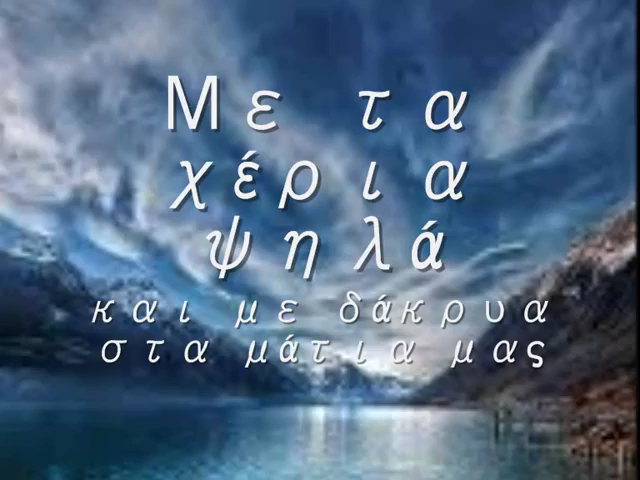 Με τα
χέρια
ψηλά
και με δάκρυα
στα μάτια μας